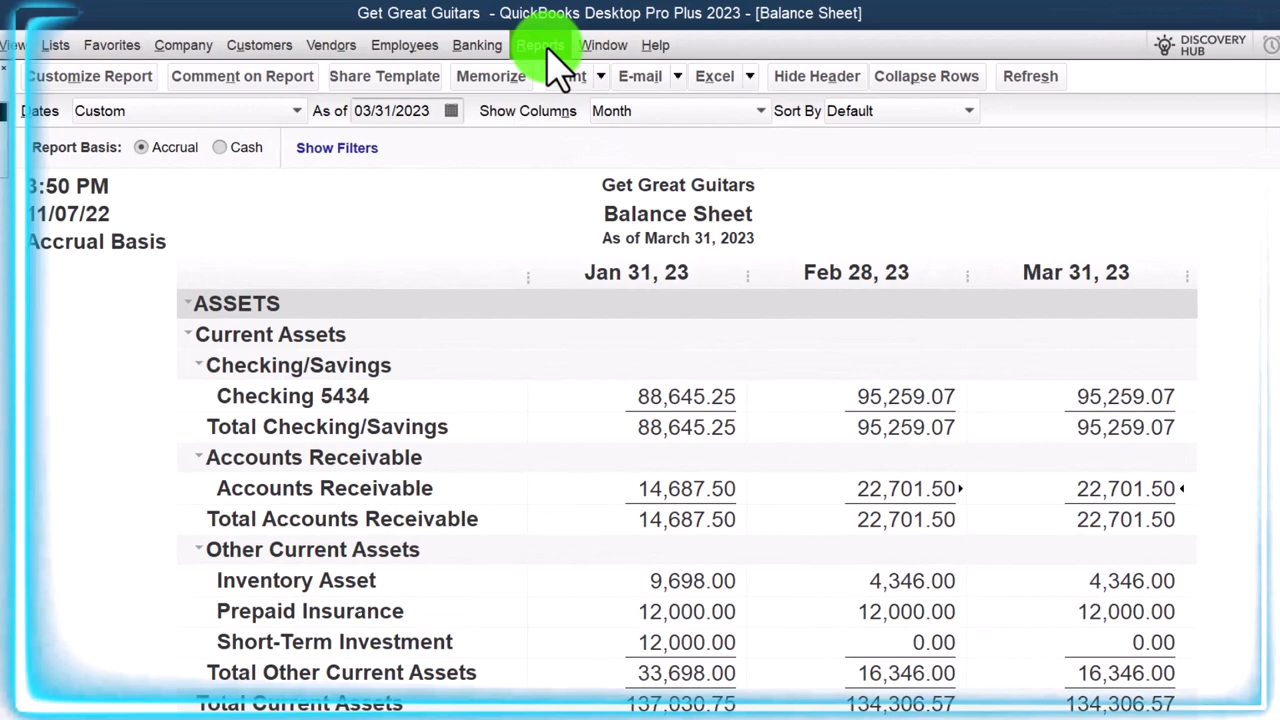 Get Great Guitars - QuickBooks Desktop Pro Plus 2023 - [Balance Sheet]
View Lists Favorites Company Customers Vendors Employees Banking Reports Window Help DISCOVERY HUB
Customize Report Comment on Report Share Template Memorize E-mail Excel Hide Header Collapse Rows Refresh
Dates Custom As of 03/31/2023 Show Columns Month Sort By Default
Report Basis: Accrual Cash Show Filters
3:50 PM Get Great Guitars
11/07/22 Balance Sheet
Accrual Basis As of March 31, 2023
Jan 31, 23 Feb 28, 23 Mar 31, 23
ASSETS
Current Assets
Checking/Savings
Checking 5434 88,645.25 95,259.07 95,259.07
Total Checking/Savings 88,645.25 95,259.07 95,259.07
Accounts Receivable
Accounts Receivable 14,687.50 22,701.50 22,701.50
Total Accounts Receivable 14,687.50 22,701.50 22,701.50
Other Current Assets
Inventory Asset 9,698.00 4,346.00 4,346.00
Prepaid Insurance 12,000.00 12,000.00 12,000.00
Short-Term Investment 12,000.00 0.00 0.00
Total Other Current Assets 33,698.00 16,346.00 16,346.00
Total Current Assets 137,030.75 134,306.57 134,306.57